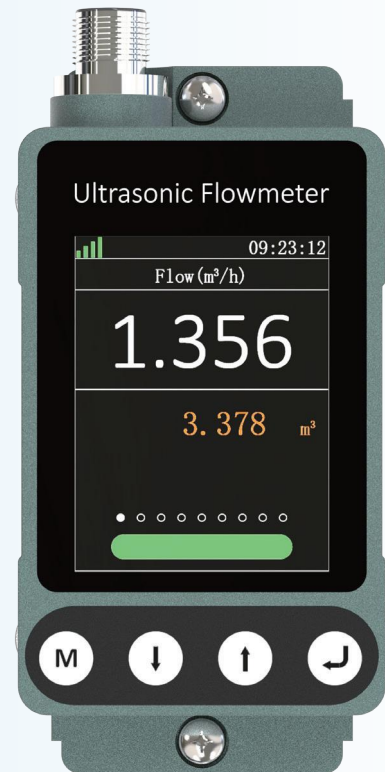 Ultrasonic Flowmeter
09:23:12
Flow(m³/h)
1.356
3.378 m³
M